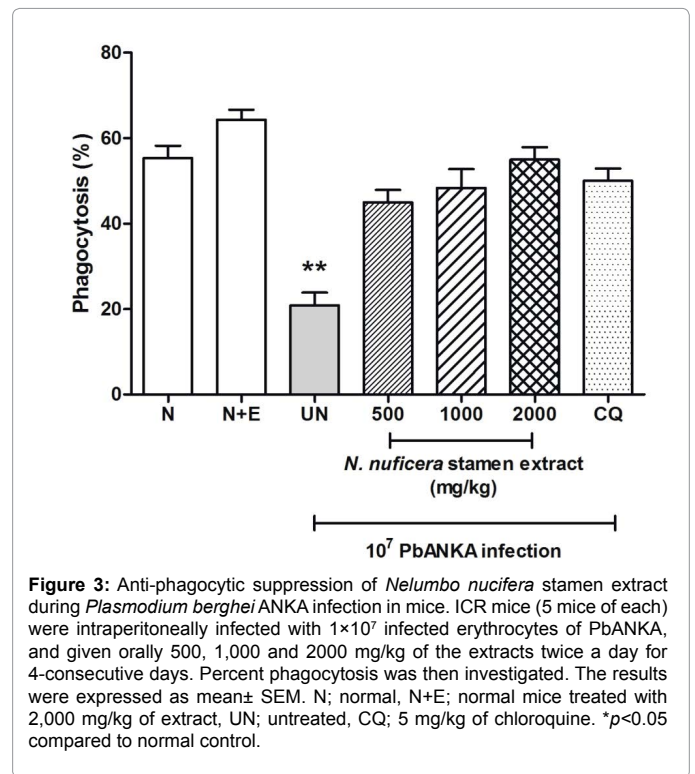 80
60
40
20
0
Phagocytosis (%)
**
N N+E UN 500 1000 2000 CQ
N. nuficera stamen extract
(mg/kg)
10⁷ PbANKA infection
Figure 3: Anti-phagocytic suppression of Nelumbo nucifera stamen extract
during Plasmodium berghei ANKA infection in mice. ICR mice (5 mice of each)
were intraperitoneally infected with 1×10⁷ infected erythrocytes of PbANKA,
and given orally 500, 1,000 and 2000 mg/kg of the extracts twice a day for
4-consecutive days. Percent phagocytosis was then investigated. The results
were expressed as mean± SEM. N; normal, N+E; normal mice treated with
2,000 mg/kg of extract, UN; untreated, CQ; 5 mg/kg of chloroquine. *p<0.05
compared to normal control.